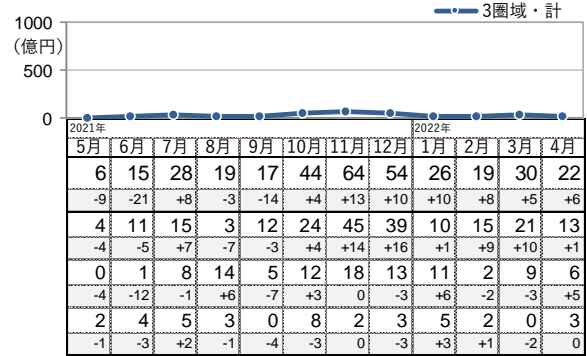 3圏域・計
1000
(億円)
500
0
2021年 2022年
5月 6月 7月 8月 9月 10月 11月 12月 1月 2月 3月 4月
6 15 28 19 17 44 64 54 26 19 30 22
-9 -21 +8 -3 -14 +4 +13 +10 +10 +8 +5 +6
4 11 15 3 12 24 45 39 10 15 21 13
-4 -5 +7 -7 -3 +4 +14 +16 +1 +9 +10 +1
0 1 8 14 5 12 18 13 11 2 9 6
-4 -12 -1 +6 -7 +3 0 -3 +6 -2 -3 +5
2 4 5 3 0 8 2 3 5 2 0 3
-1 -3 +2 -1 -4 -3 0 -3 +3 +1 -2 0